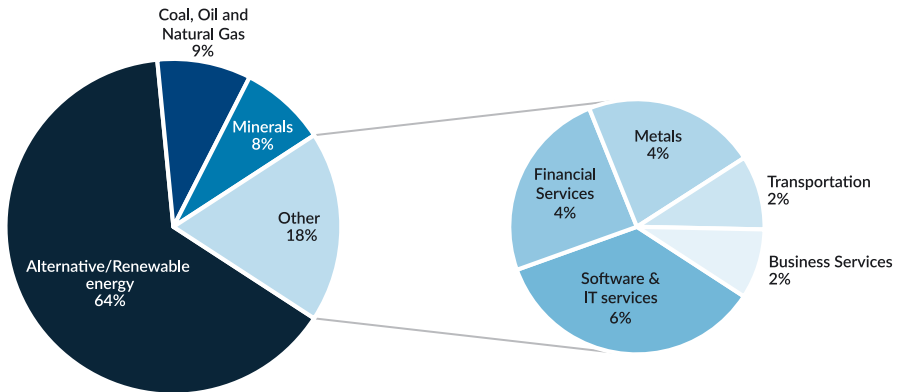 Coal, Oil and
Natural Gas
9%
Minerals
8%
Other
18%
Alternative/Renewable
energy
64%
Metals
4%
Financial
Services
4%
Transportation
2%
Business Services
2%
Software &
IT services
6%